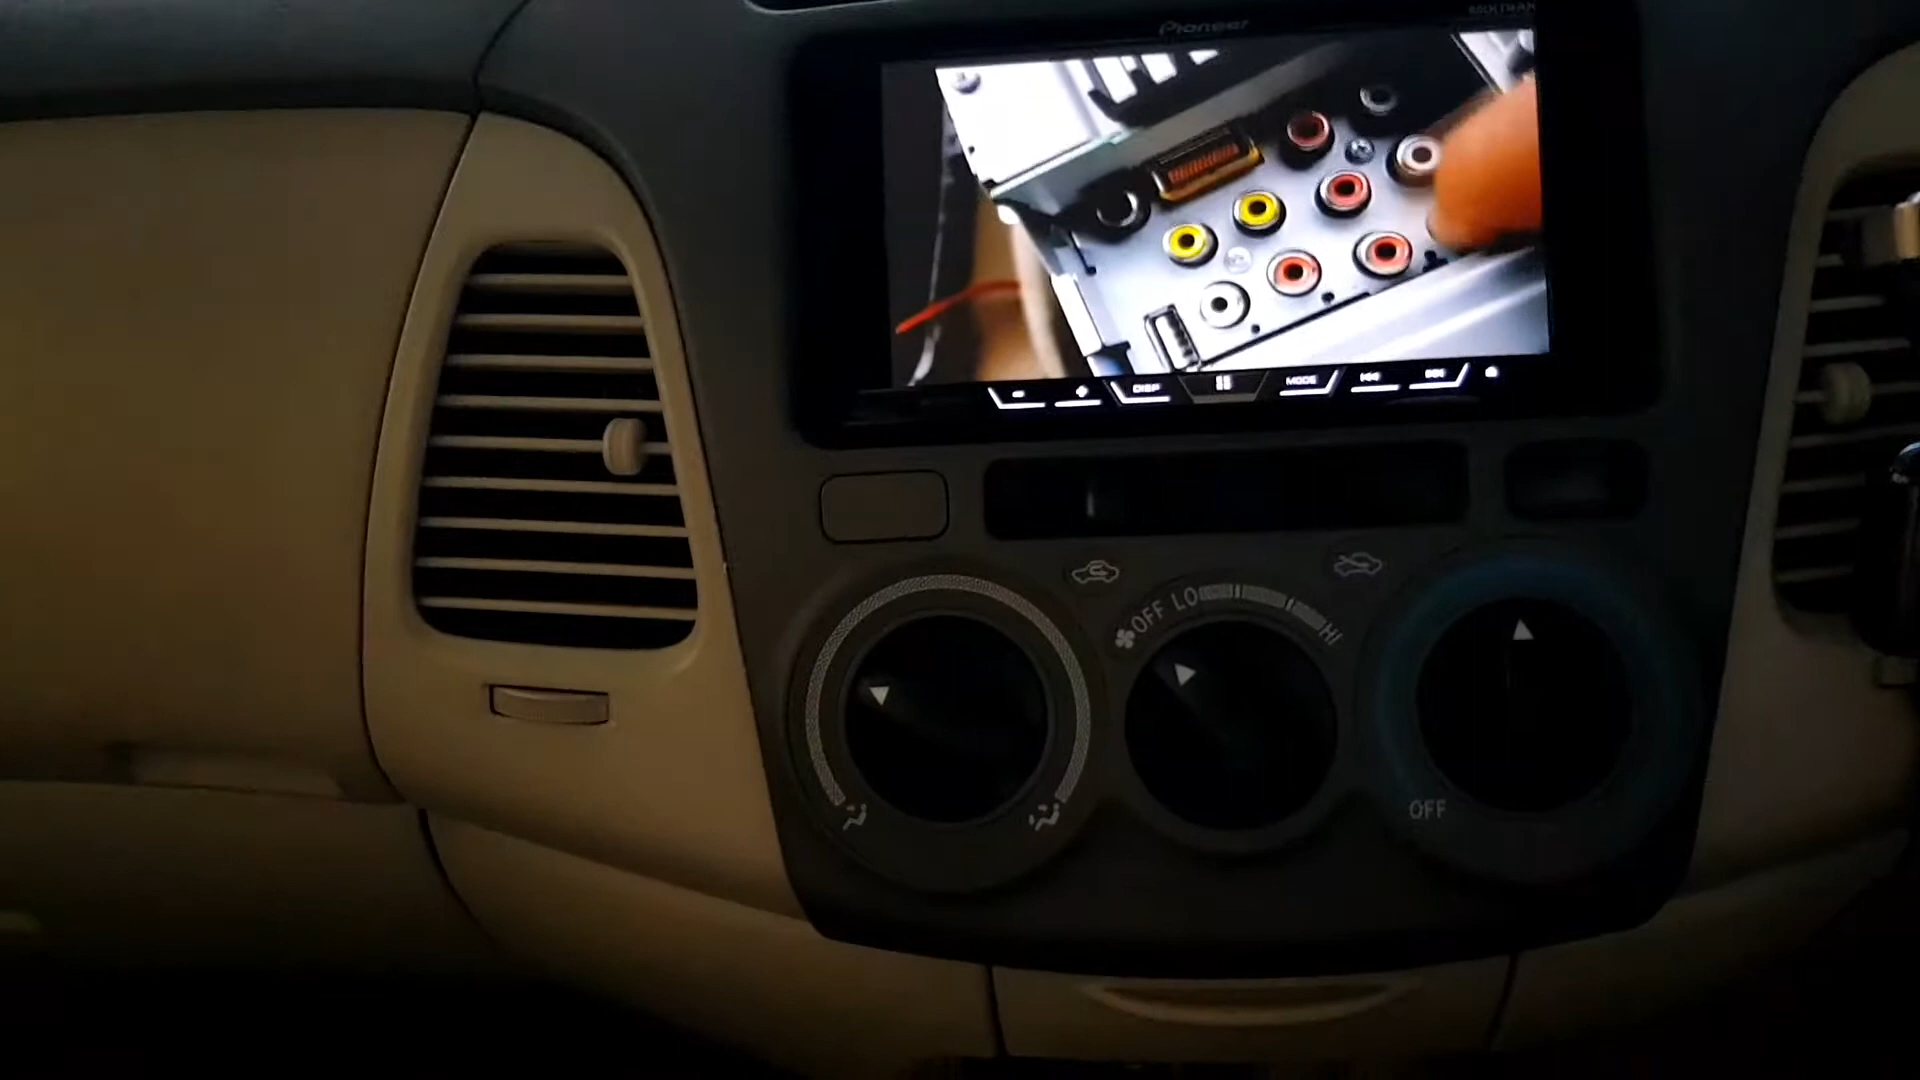 Pioneer
DISP
MODE
OFF LO
HI
OFF